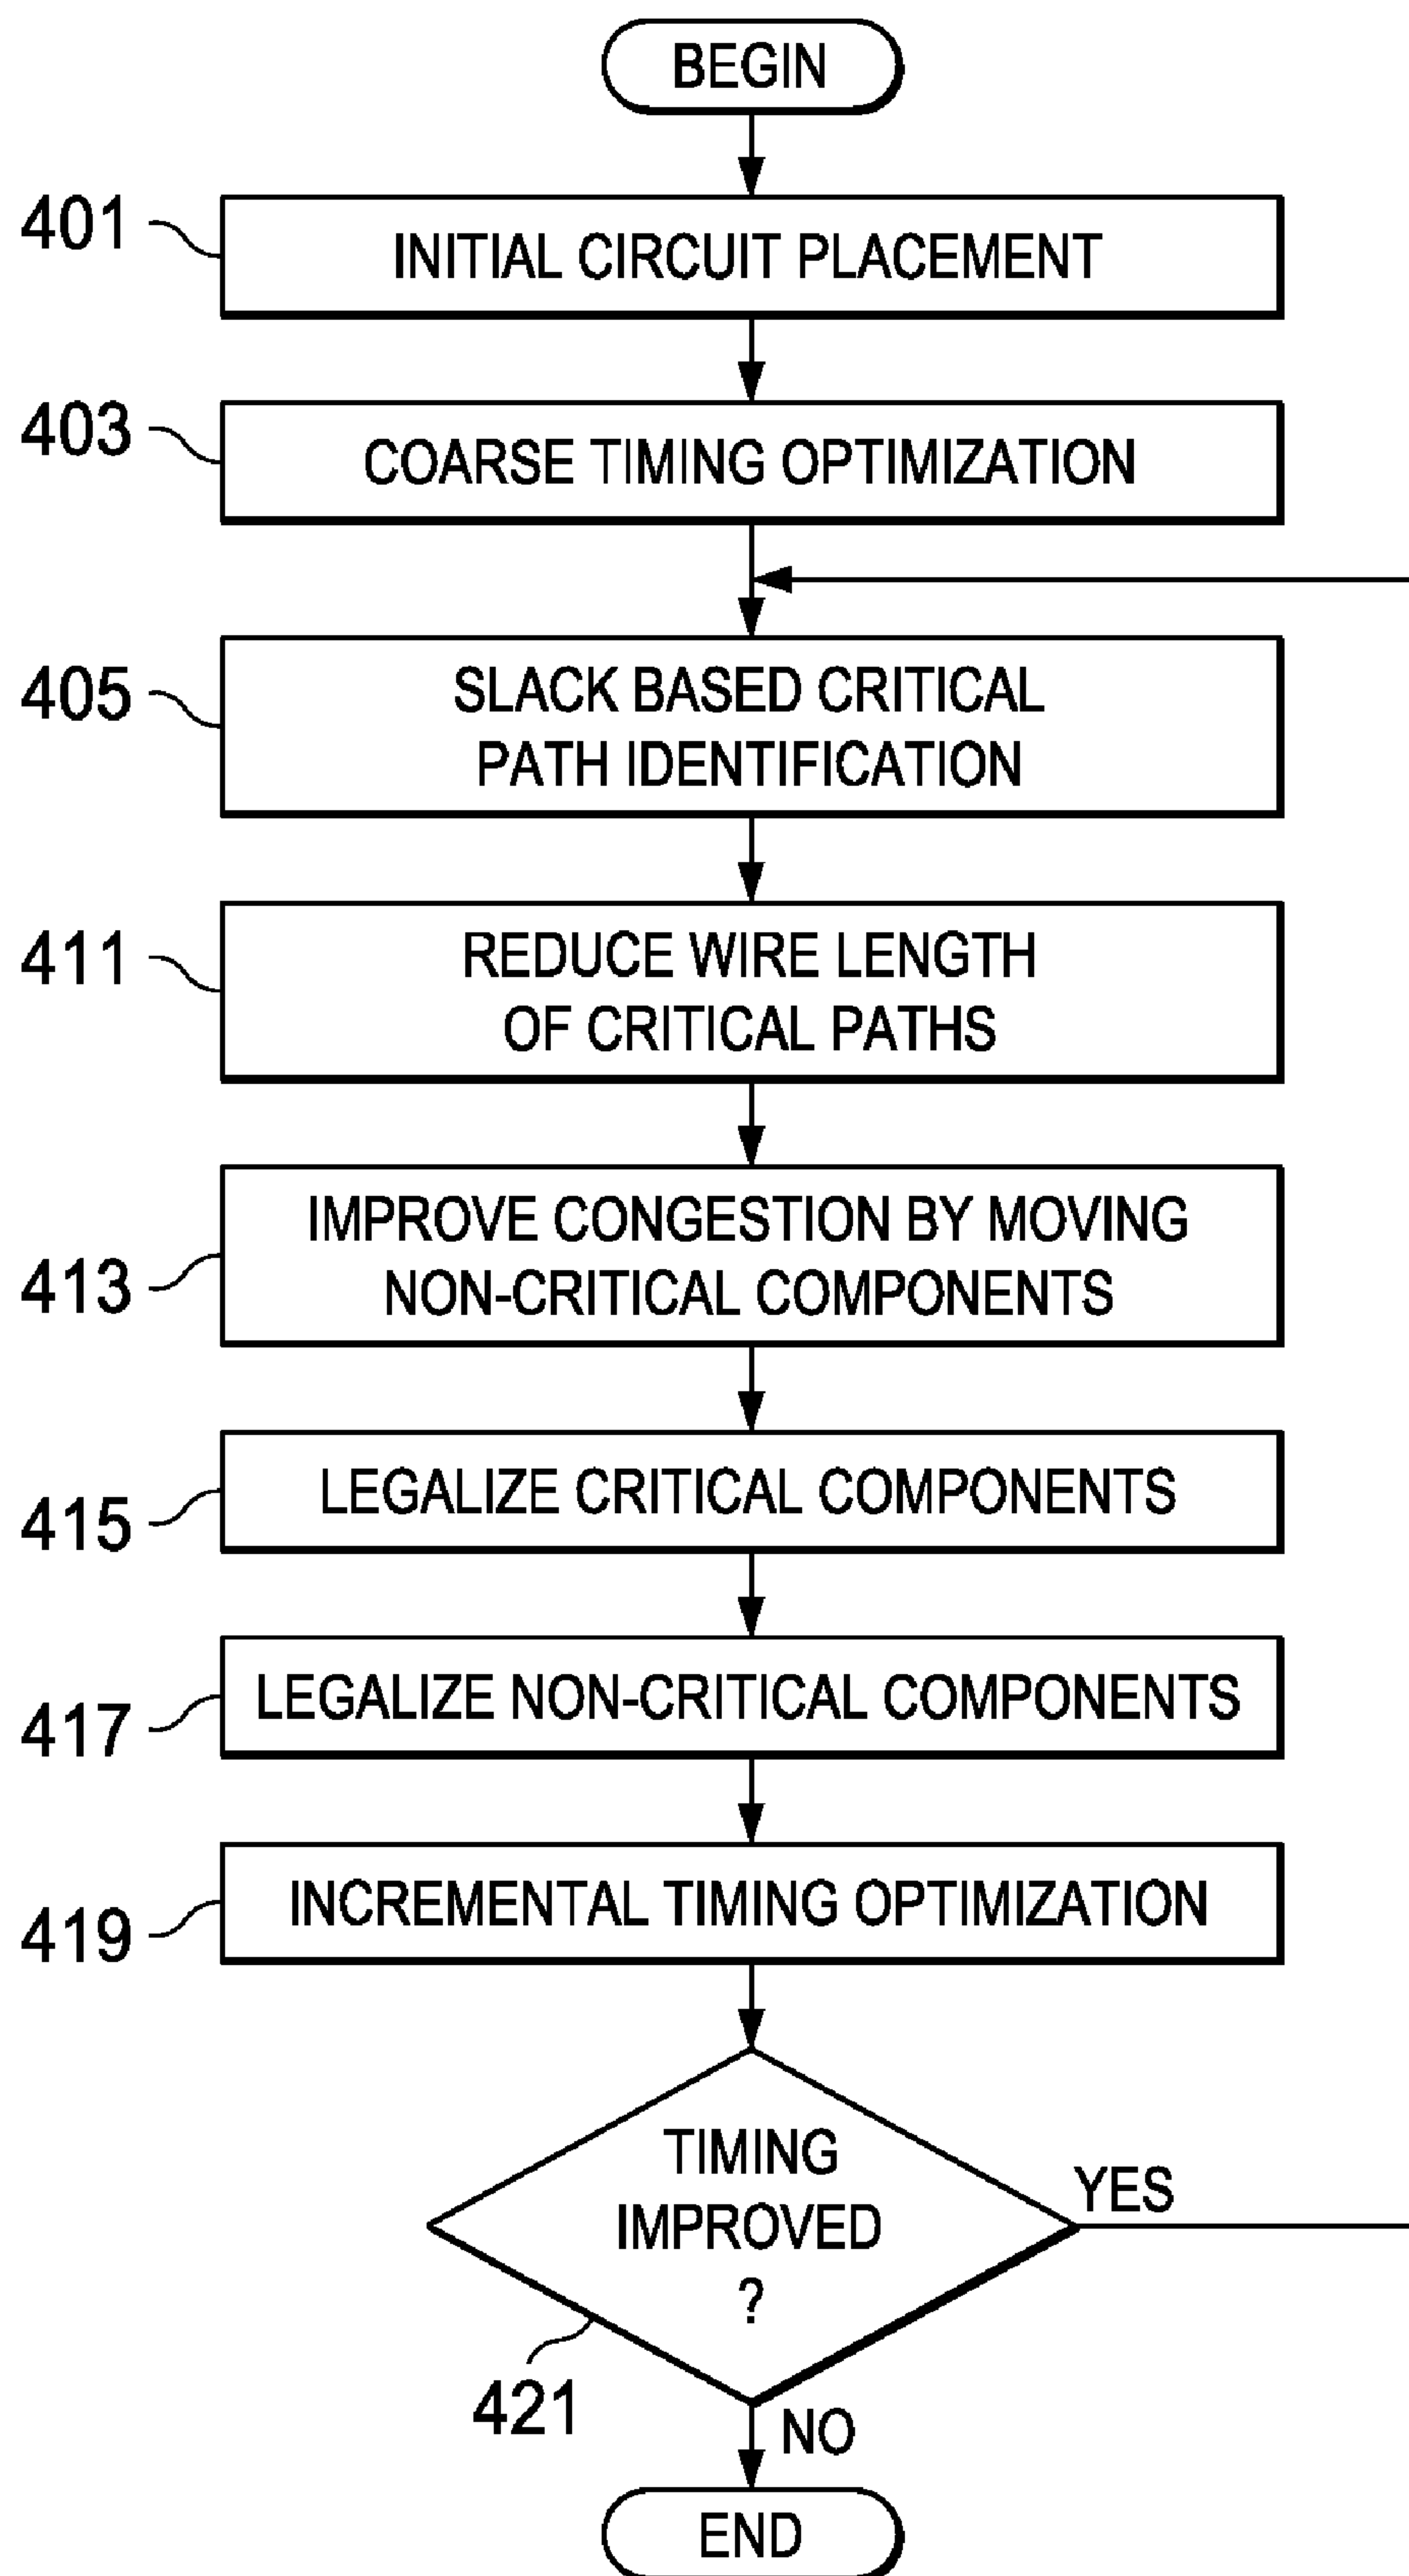 BEGIN
401
INITIAL CIRCUIT PLACEMENT
403
COARSE TIMING OPTIMIZATION
405
SLACK BASED CRITICAL
PATH IDENTIFICATION
411
REDUCE WIRE LENGTH
OF CRITICAL PATHS
413
IMPROVE CONGESTION BY MOVING
NON-CRITICAL COMPONENTS
415
LEGALIZE CRITICAL COMPONENTS
417
LEGALIZE NON-CRITICAL COMPONENTS
419
INCREMENTAL TIMING OPTIMIZATION
TIMING
IMPROVED
?
YES
421
NO
END